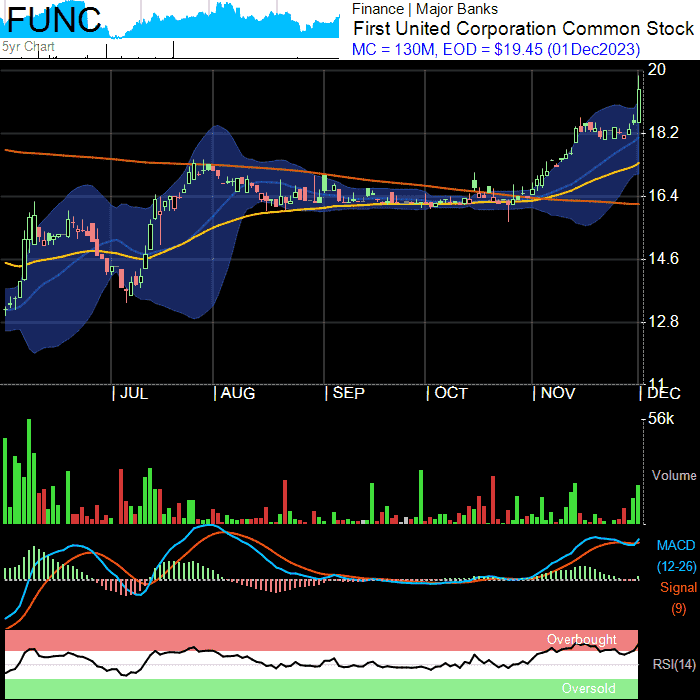 FUNC
5yr Chart
Finance | Major Banks
First United Corporation Common Stock
MC = 130M, EOD = $19.45 (01Dec2023)
20
18.2
16.4
14.6
12.8
11
JUL AUG SEP OCT NOV DEC
56k
Volume
MACD
(12-26)
Signal
(9)
Overbought
RSI(14)
Oversold